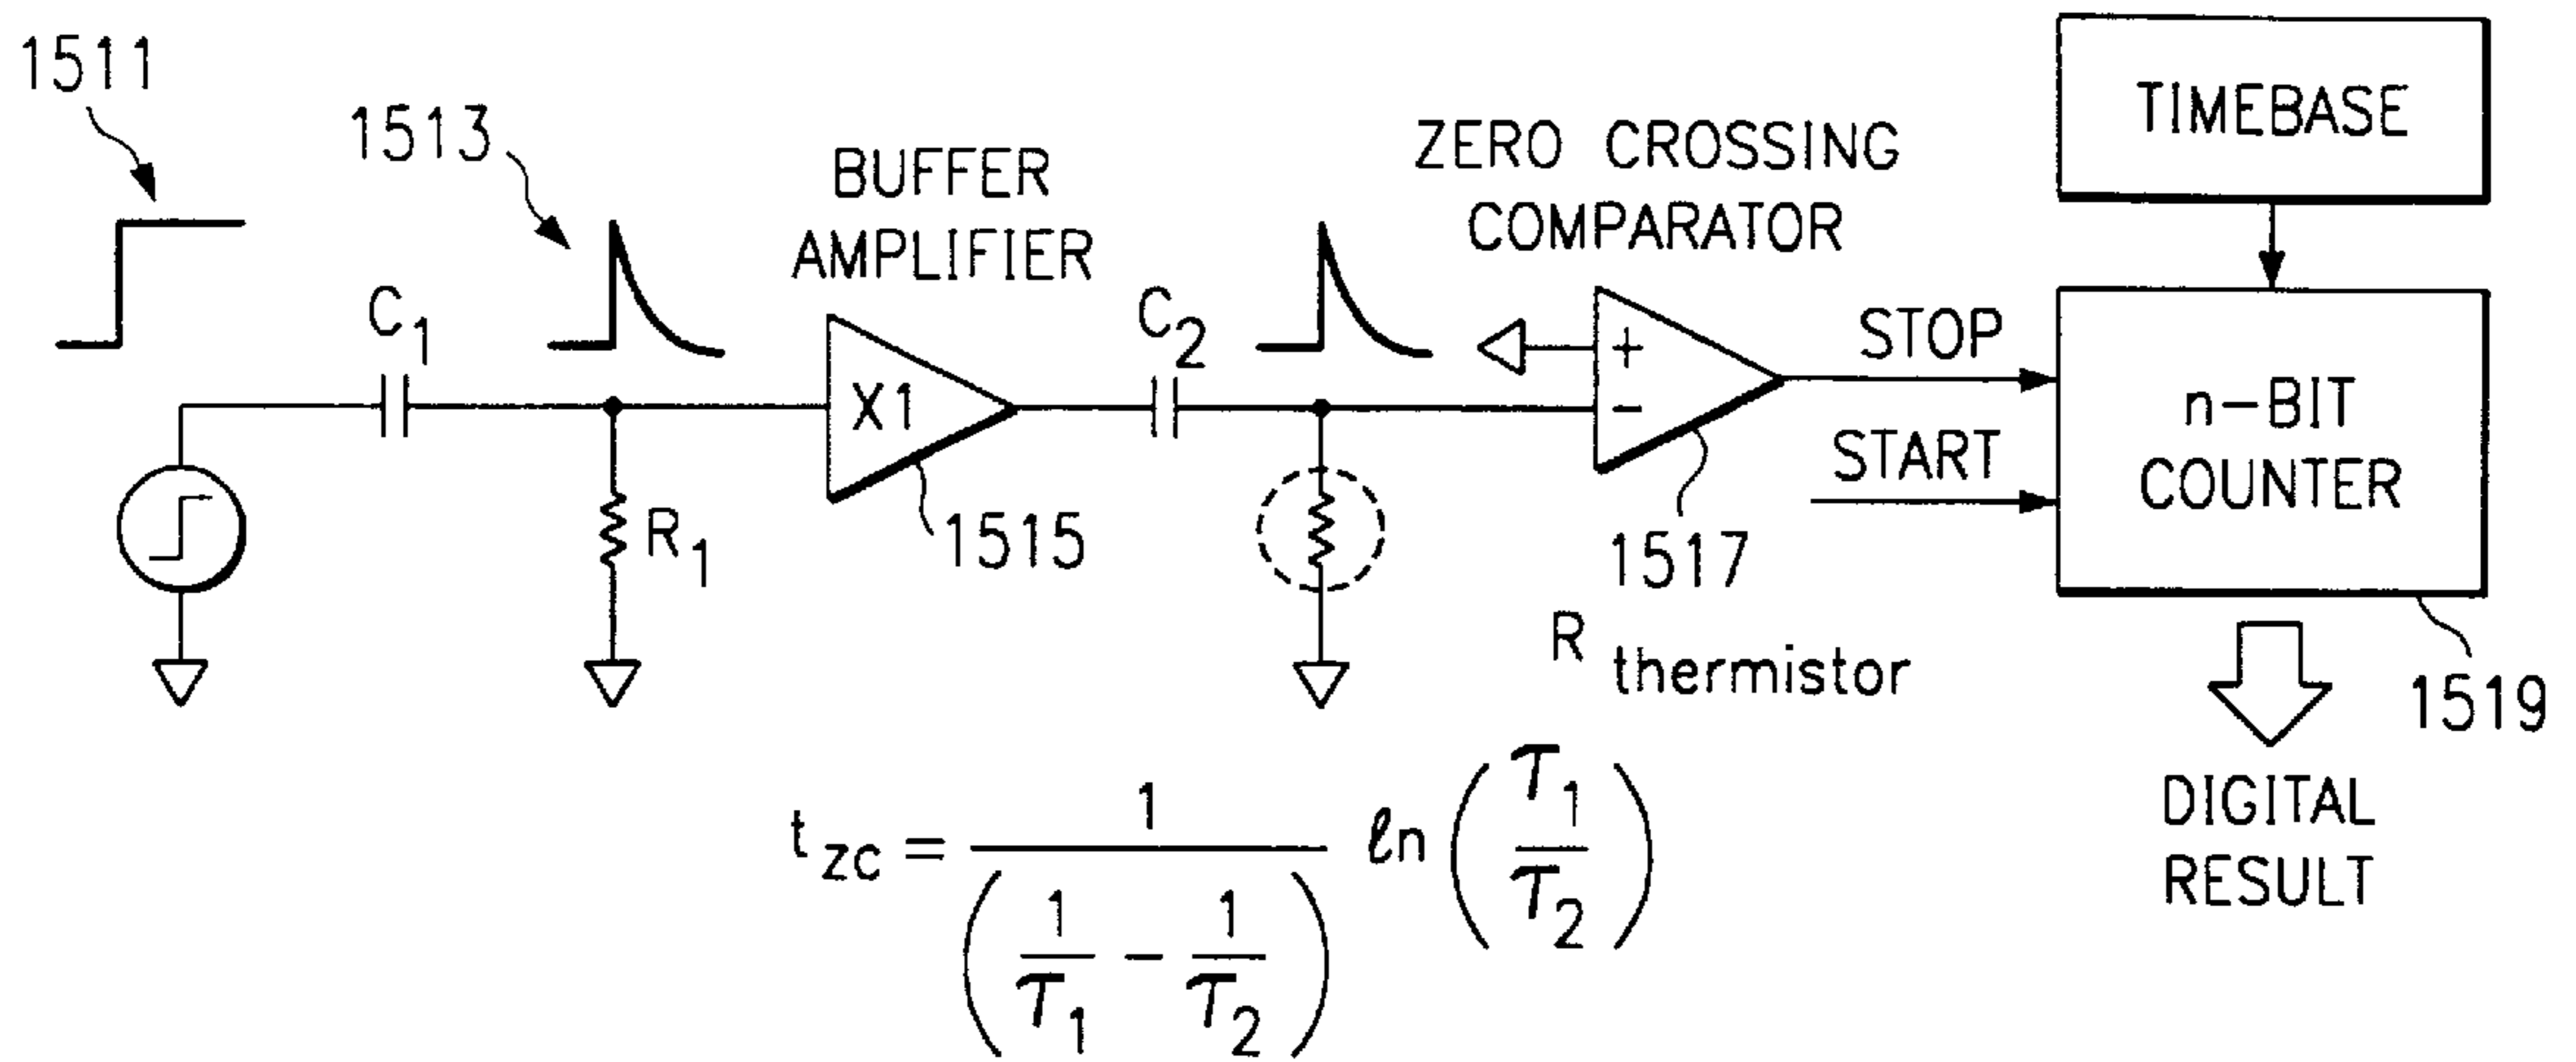 1511
1513
BUFFER
AMPLIFIER
ZERO CROSSING
COMPARATOR
TIMEBASE
C1
C2
X1
+
−
STOP
START
n-BIT
COUNTER
R1
1515
1517
R thermistor
1519
DIGITAL
RESULT
t_zc = 1 / (1/τ1 − 1/τ2) ℓn (τ1/τ2)